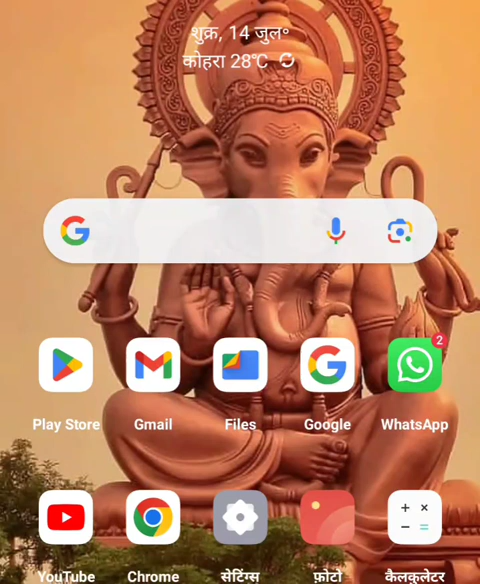 शुक्र, 14 जुल॰
कोहरा 28°C
2
Play Store Gmail Files Google WhatsApp
YouTube Chrome सेटिंग्स फ़ोटो कैलकुलेटर